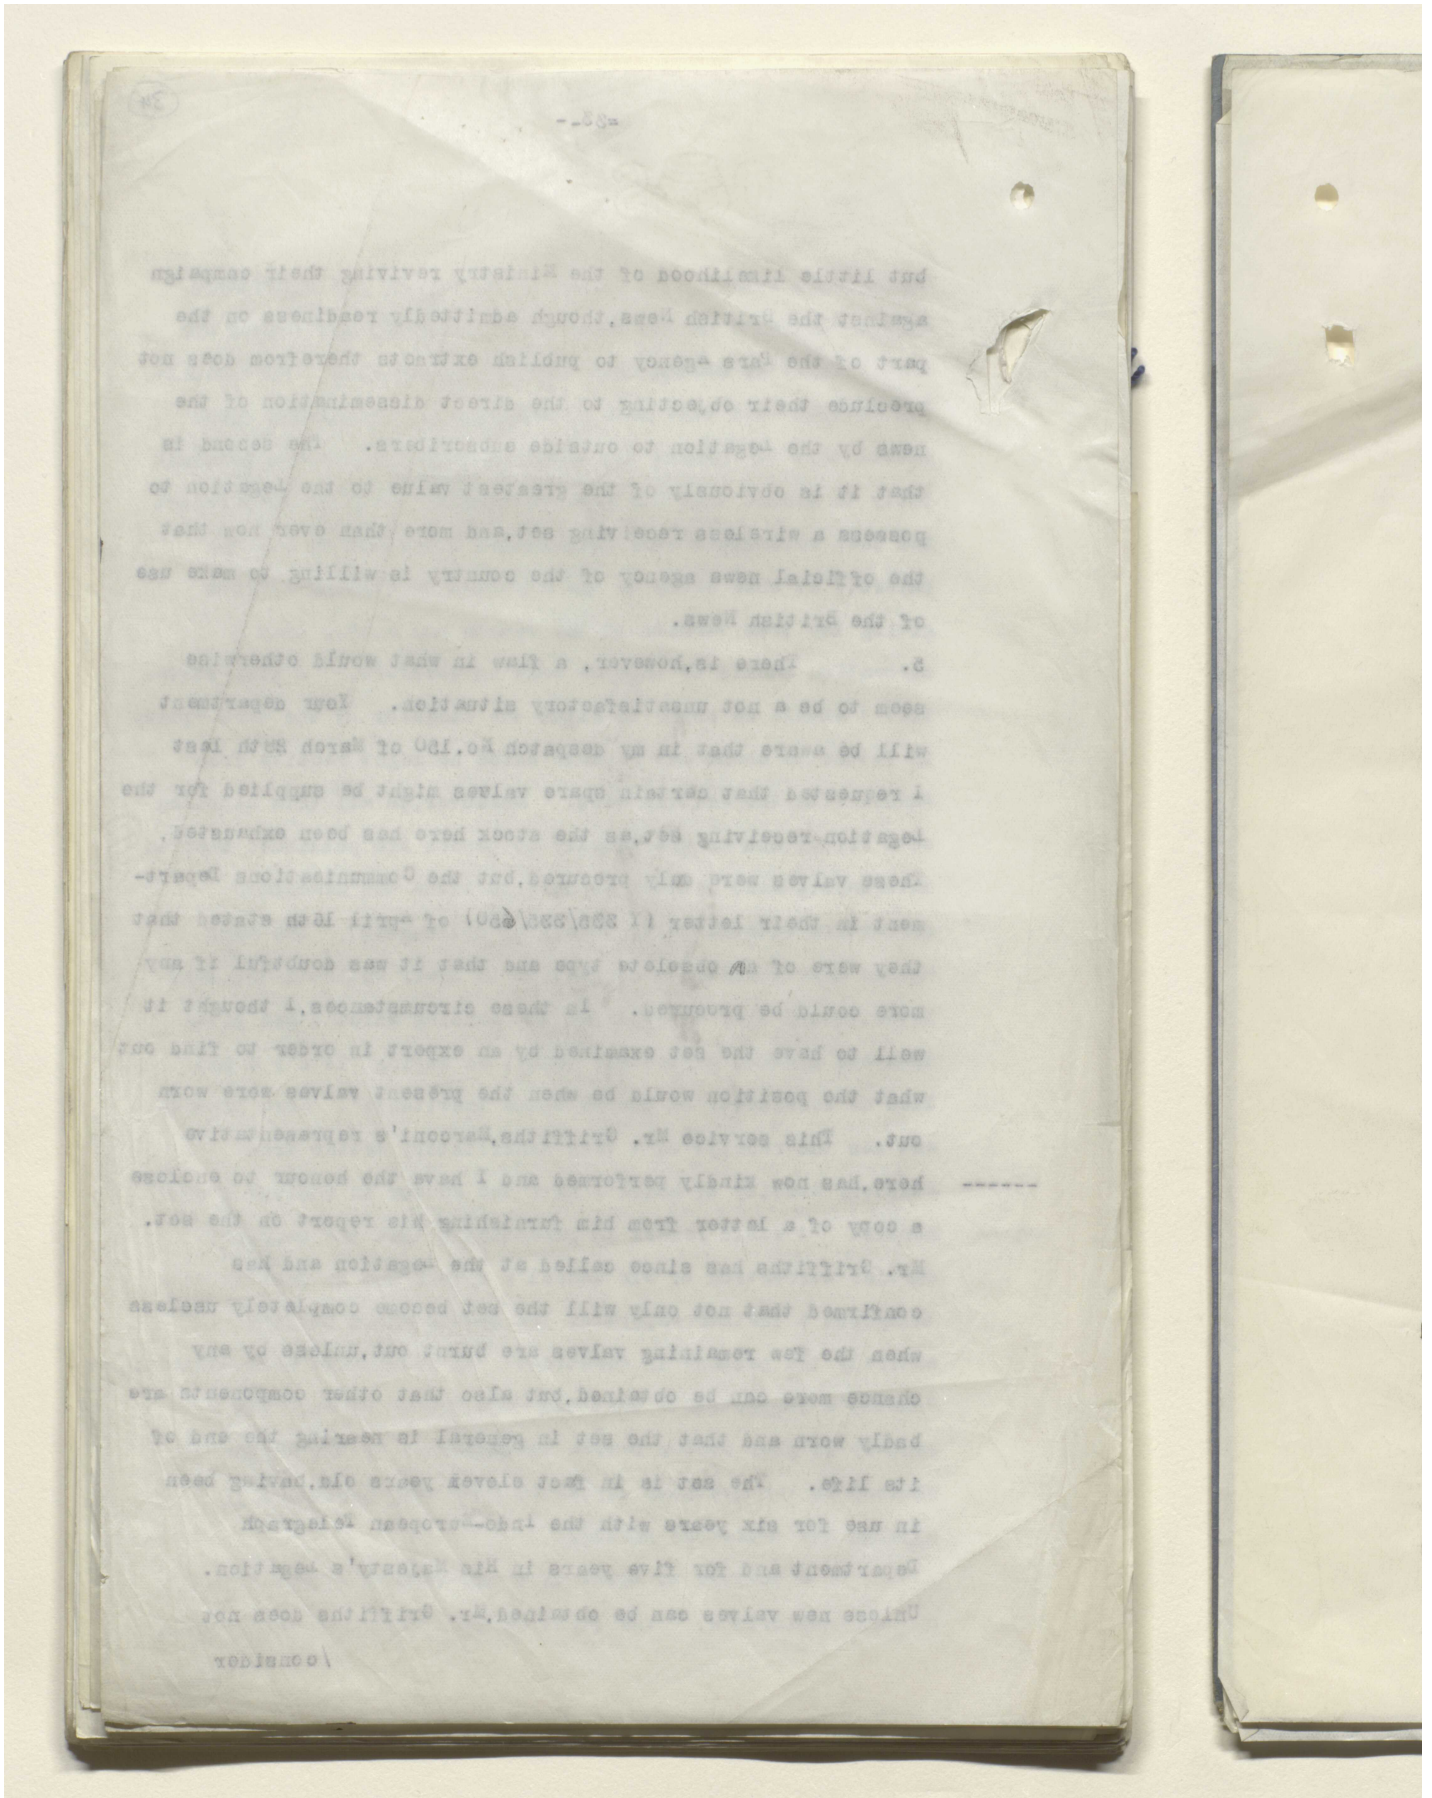 34
but little likelihood of the Ministry reviving their campaign
against the British News, though admittedly readiness on the
part of the Pars Agency to publish extracts therefrom does not
preclude their objecting to the direct dissemination of the
news by the Legation to outside subscribers. The second is
that it is obviously of the greatest value to the Legation to
possess a wireless receiving set, and more than ever now that
the official news agency of the country is willing to make use
of the British News.
5. There is, however, a flaw in what would otherwise
seem to be a not unsatisfactory situation. Your department
will be aware that in my despatch No.150 of March 28th last
I requested that certain spare valves might be supplied for the
Legation receiving set, as the stock here has been exhausted.
These valves were duly procured, but the Communications Depart-
ment in their letter of April 16th stated that
they were of an obsolete type and that it was doubtful if any
more could be procured. In these circumstances, I thought it
well to have the set examined by an expert in order to find out
what the position would be when the present valves were worn
out. This service Mr. Griffiths, Marconi's representative
here, has now kindly performed and I have the honour to enclose
a copy of a letter from him furnishing his report on the set.
Mr. Griffiths has since called at the Legation and has
confirmed that not only will the set become completely useless
when the few remaining valves are burnt out, unless by any
chance more can be obtained, but also that other components are
badly worn and that the set in general is nearing the end of
its life. The set is in fact eleven years old, having been
in use for six years with the Indo-European Telegraph
Department and for five years in His Majesty's Legation.
Unless new valves can be obtained, Mr. Griffiths does not
/consider